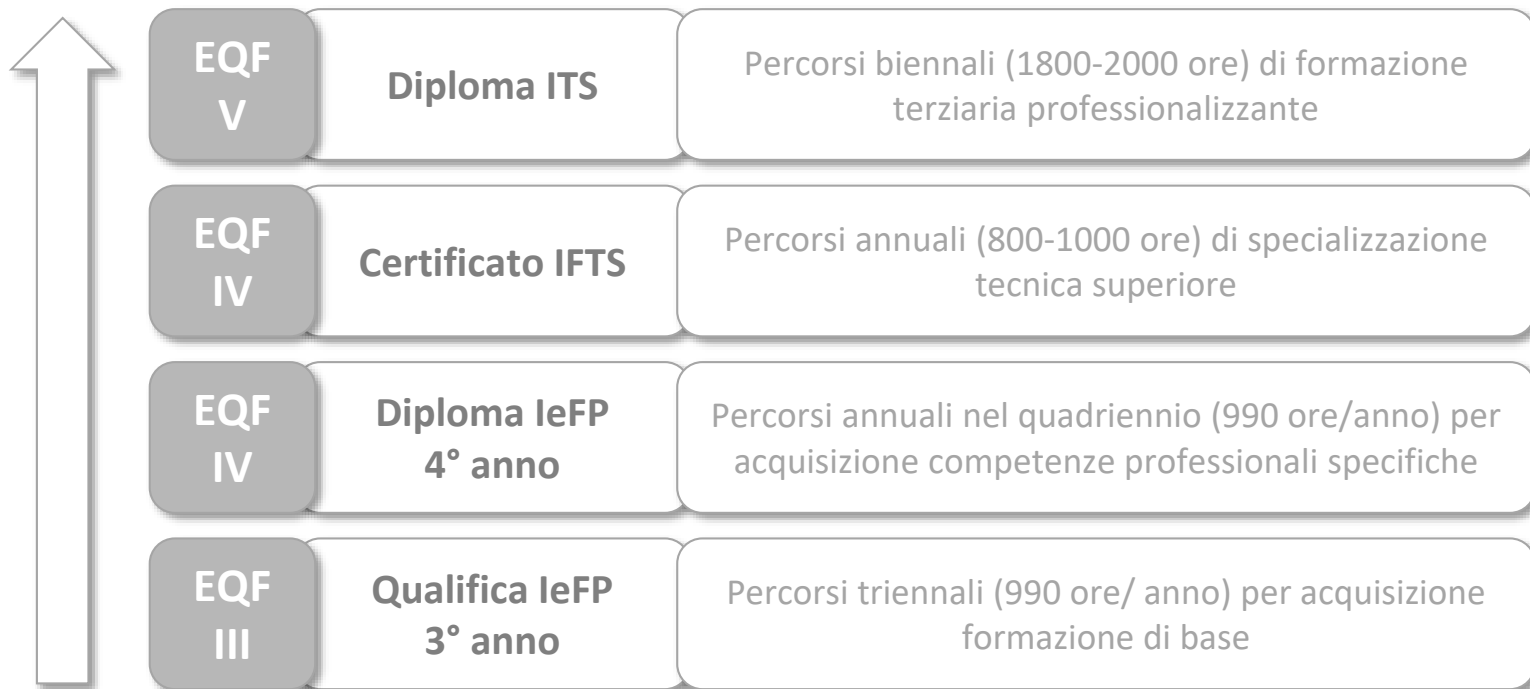 EQF
V
Diploma ITS
Percorsi biennali (1800-2000 ore) di formazione
terziaria professionalizzante
EQF
IV
Certificato IFTS
Percorsi annuali (800-1000 ore) di specializzazione
tecnica superiore
EQF
IV
Diploma IeFP
4° anno
Percorsi annuali nel quadriennio (990 ore/anno) per
acquisizione competenze professionali specifiche
EQF
III
Qualifica IeFP
3° anno
Percorsi triennali (990 ore/ anno) per acquisizione
formazione di base